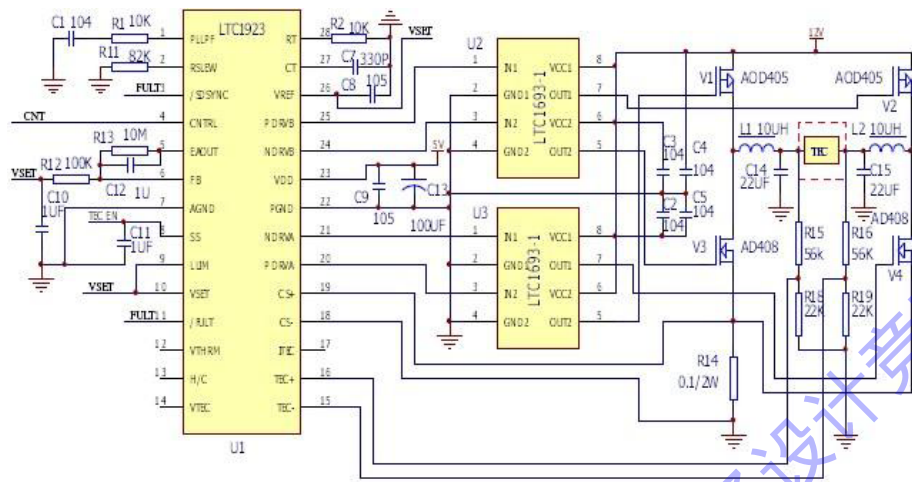 C1 104
R1 10K
R11
82K
LTC1923
PLLPF
RSLEW
/SDSYNC
CNTRL
EAOUT
FB
AGND
SS
VSET
/FULT
VTHRM
H/C
VTEC
RT
CT
VREF
PDRVB
NDRVB
VDD
PGND
NDRVA
PDRVA
CS+
CS-
ITEC
TEC+
TEC-
1
2
4
7
9
10
12
13
14
28
27
26
25
24
23
22
21
20
19
18
17
16
15
U1
FULT1
CNT
R13 10M
VSET
R12 100K
C10
1UF
C12 1U
TEC EN
C11
1UF
VSET
FULT1
R2
10K
VSET
C7
330P
C8
105
5V
C9
105
C13
100UF
U2
LTC1693-1
IN1
GND1
IN2
GND2
VCC1
OUT1
VCC2
OUT2
1
2
3
4
8
7
6
5
U3
LTC1693-1
IN1
GND1
IN2
GND2
VCC1
OUT1
VCC2
OUT2
1
2
3
4
8
7
6
5
C3
104
C4
104
C2
104
C5
104
12V
V1
AOD405
AOD405
V2
L1 10UH
TEC
L2 10UH
C14
22UF
C15
22UF
V3
AD408
AD408
V4
R15
56k
R16
56K
R18
22K
R19
22K
R14
0.1/2W
设计竞